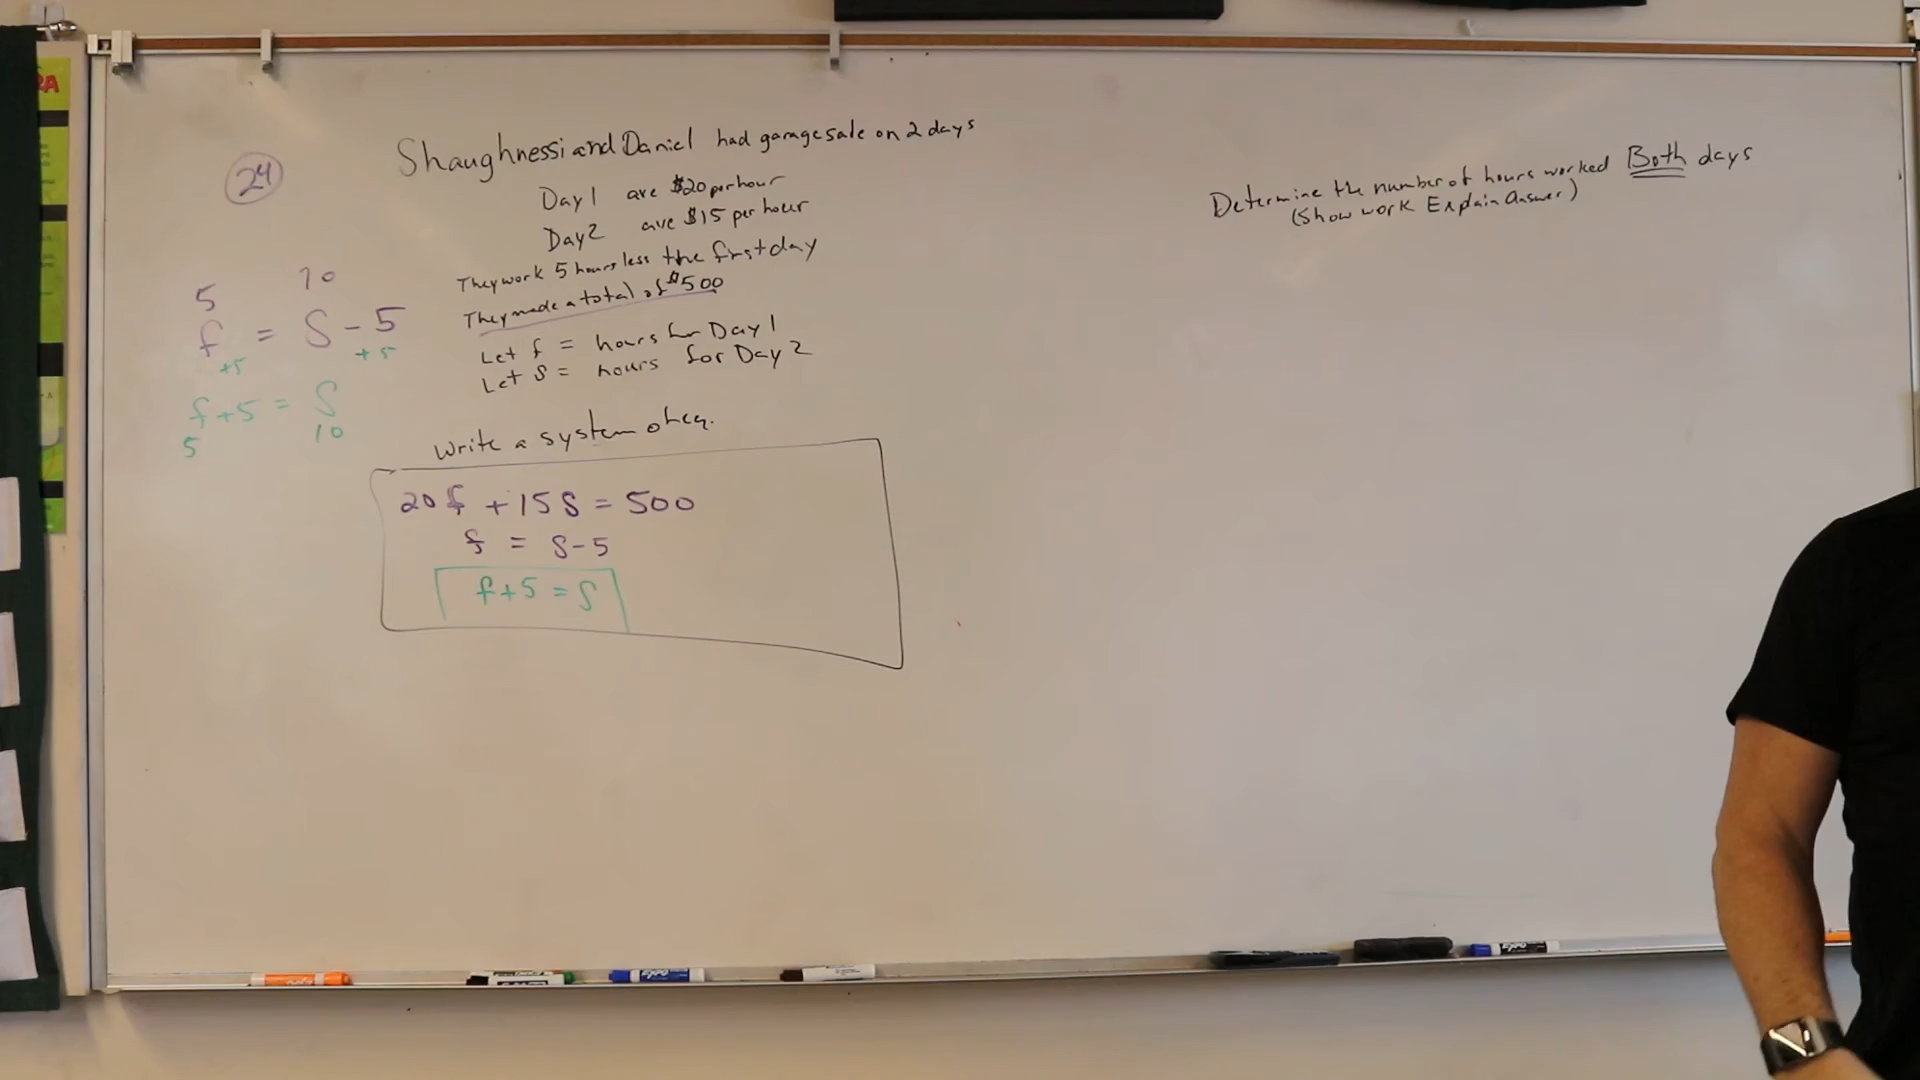 24
Shaughnessi and Daniel had garage sale on 2 days
Day 1 ave $20 per hour
Day 2 ave $15 per hour
They work 5 hours less the first day
They made a total of $500
Let f = hours for Day 1
Let S = hours for Day 2
5 10
f = S - 5
+5 +5
f + 5 = S
5 10
Write a system of eq.
20f + 15S = 500
f = S - 5
f + 5 = S
Determine the number of hours worked Both days
(Show work Explain Answer)
RA
EXPO
EXPO